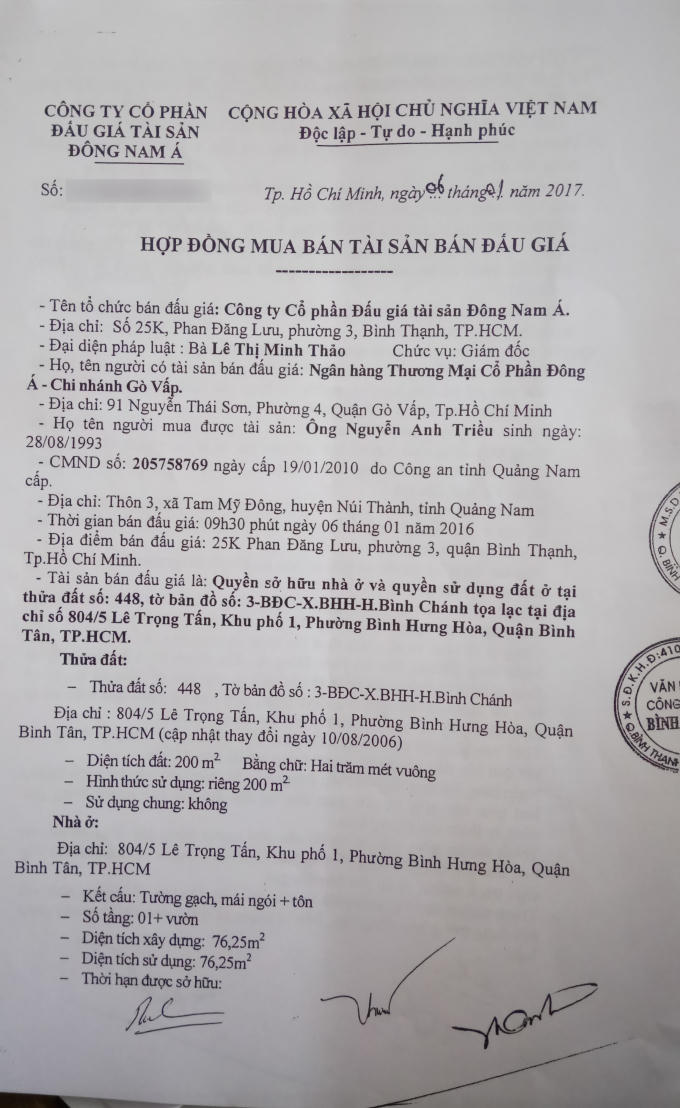 CÔNG TY CỔ PHẦN
ĐẤU GIÁ TÀI SẢN
ĐÔNG NAM Á
CỘNG HÒA XÃ HỘI CHỦ NGHĨA VIỆT NAM
Độc lập - Tự do - Hạnh phúc
Số:
Tp. Hồ Chí Minh, ngày 06 tháng 01 năm 2017.
HỢP ĐỒNG MUA BÁN TÀI SẢN BÁN ĐẤU GIÁ
-------------------
- Tên tổ chức bán đấu giá: Công ty Cổ phần Đấu giá tài sản Đông Nam Á.
- Địa chỉ: Số 25K, Phan Đăng Lưu, phường 3, Bình Thạnh, TP.HCM.
- Đại diện pháp luật : Bà Lê Thị Minh Thảo Chức vụ: Giám đốc
- Họ, tên người có tài sản bán đấu giá: Ngân hàng Thương Mại Cổ Phần Đông
Á - Chi nhánh Gò Vấp.
- Địa chỉ: 91 Nguyễn Thái Sơn, Phường 4, Quận Gò Vấp, Tp.Hồ Chí Minh
- Họ tên người mua được tài sản: Ông Nguyễn Anh Triều sinh ngày:
28/08/1993
- CMND số: 205758769 ngày cấp 19/01/2010 do Công an tỉnh Quảng Nam
cấp.
- Địa chỉ: Thôn 3, xã Tam Mỹ Đông, huyện Núi Thành, tỉnh Quảng Nam
- Thời gian bán đấu giá: 09h30 phút ngày 06 tháng 01 năm 2016
- Địa điểm bán đấu giá: 25K Phan Đăng Lưu, phường 3, quận Bình Thạnh,
Tp.Hồ Chí Minh.
- Tài sản bán đấu giá là: Quyền sở hữu nhà ở và quyền sử dụng đất ở tại
thửa đất số: 448, tờ bản đồ số: 3-BĐC-X.BHH-H.Bình Chánh tọa lạc tại địa
chỉ số 804/5 Lê Trọng Tấn, Khu phố 1, Phường Bình Hưng Hòa, Quận Bình
Tân, TP.HCM.
Thửa đất:
- Thửa đất số: 448 , Tờ bản đồ số : 3-BĐC-X.BHH-H.Bình Chánh
Địa chỉ : 804/5 Lê Trọng Tấn, Khu phố 1, Phường Bình Hưng Hòa, Quận
Bình Tân, TP.HCM (cập nhật thay đổi ngày 10/08/2006)
- Diện tích đất: 200 m² Bằng chữ: Hai trăm mét vuông
- Hình thức sử dụng: riêng 200 m²
- Sử dụng chung: không
Nhà ở:
Địa chỉ: 804/5 Lê Trọng Tấn, Khu phố 1, Phường Bình Hưng Hòa, Quận
Bình Tân, TP.HCM
- Kết cấu: Tường gạch, mái ngói + tôn
- Số tầng: 01+ vườn
- Diện tích xây dựng: 76,25m²
- Diện tích sử dụng: 76,25m²
- Thời hạn được sở hữu:
★ M.S.D
Q. BÌNH
★ S.Đ.K.H.Đ:410
VĂN
CÔNG
BÌNH
Q.BÌNH THẠNH